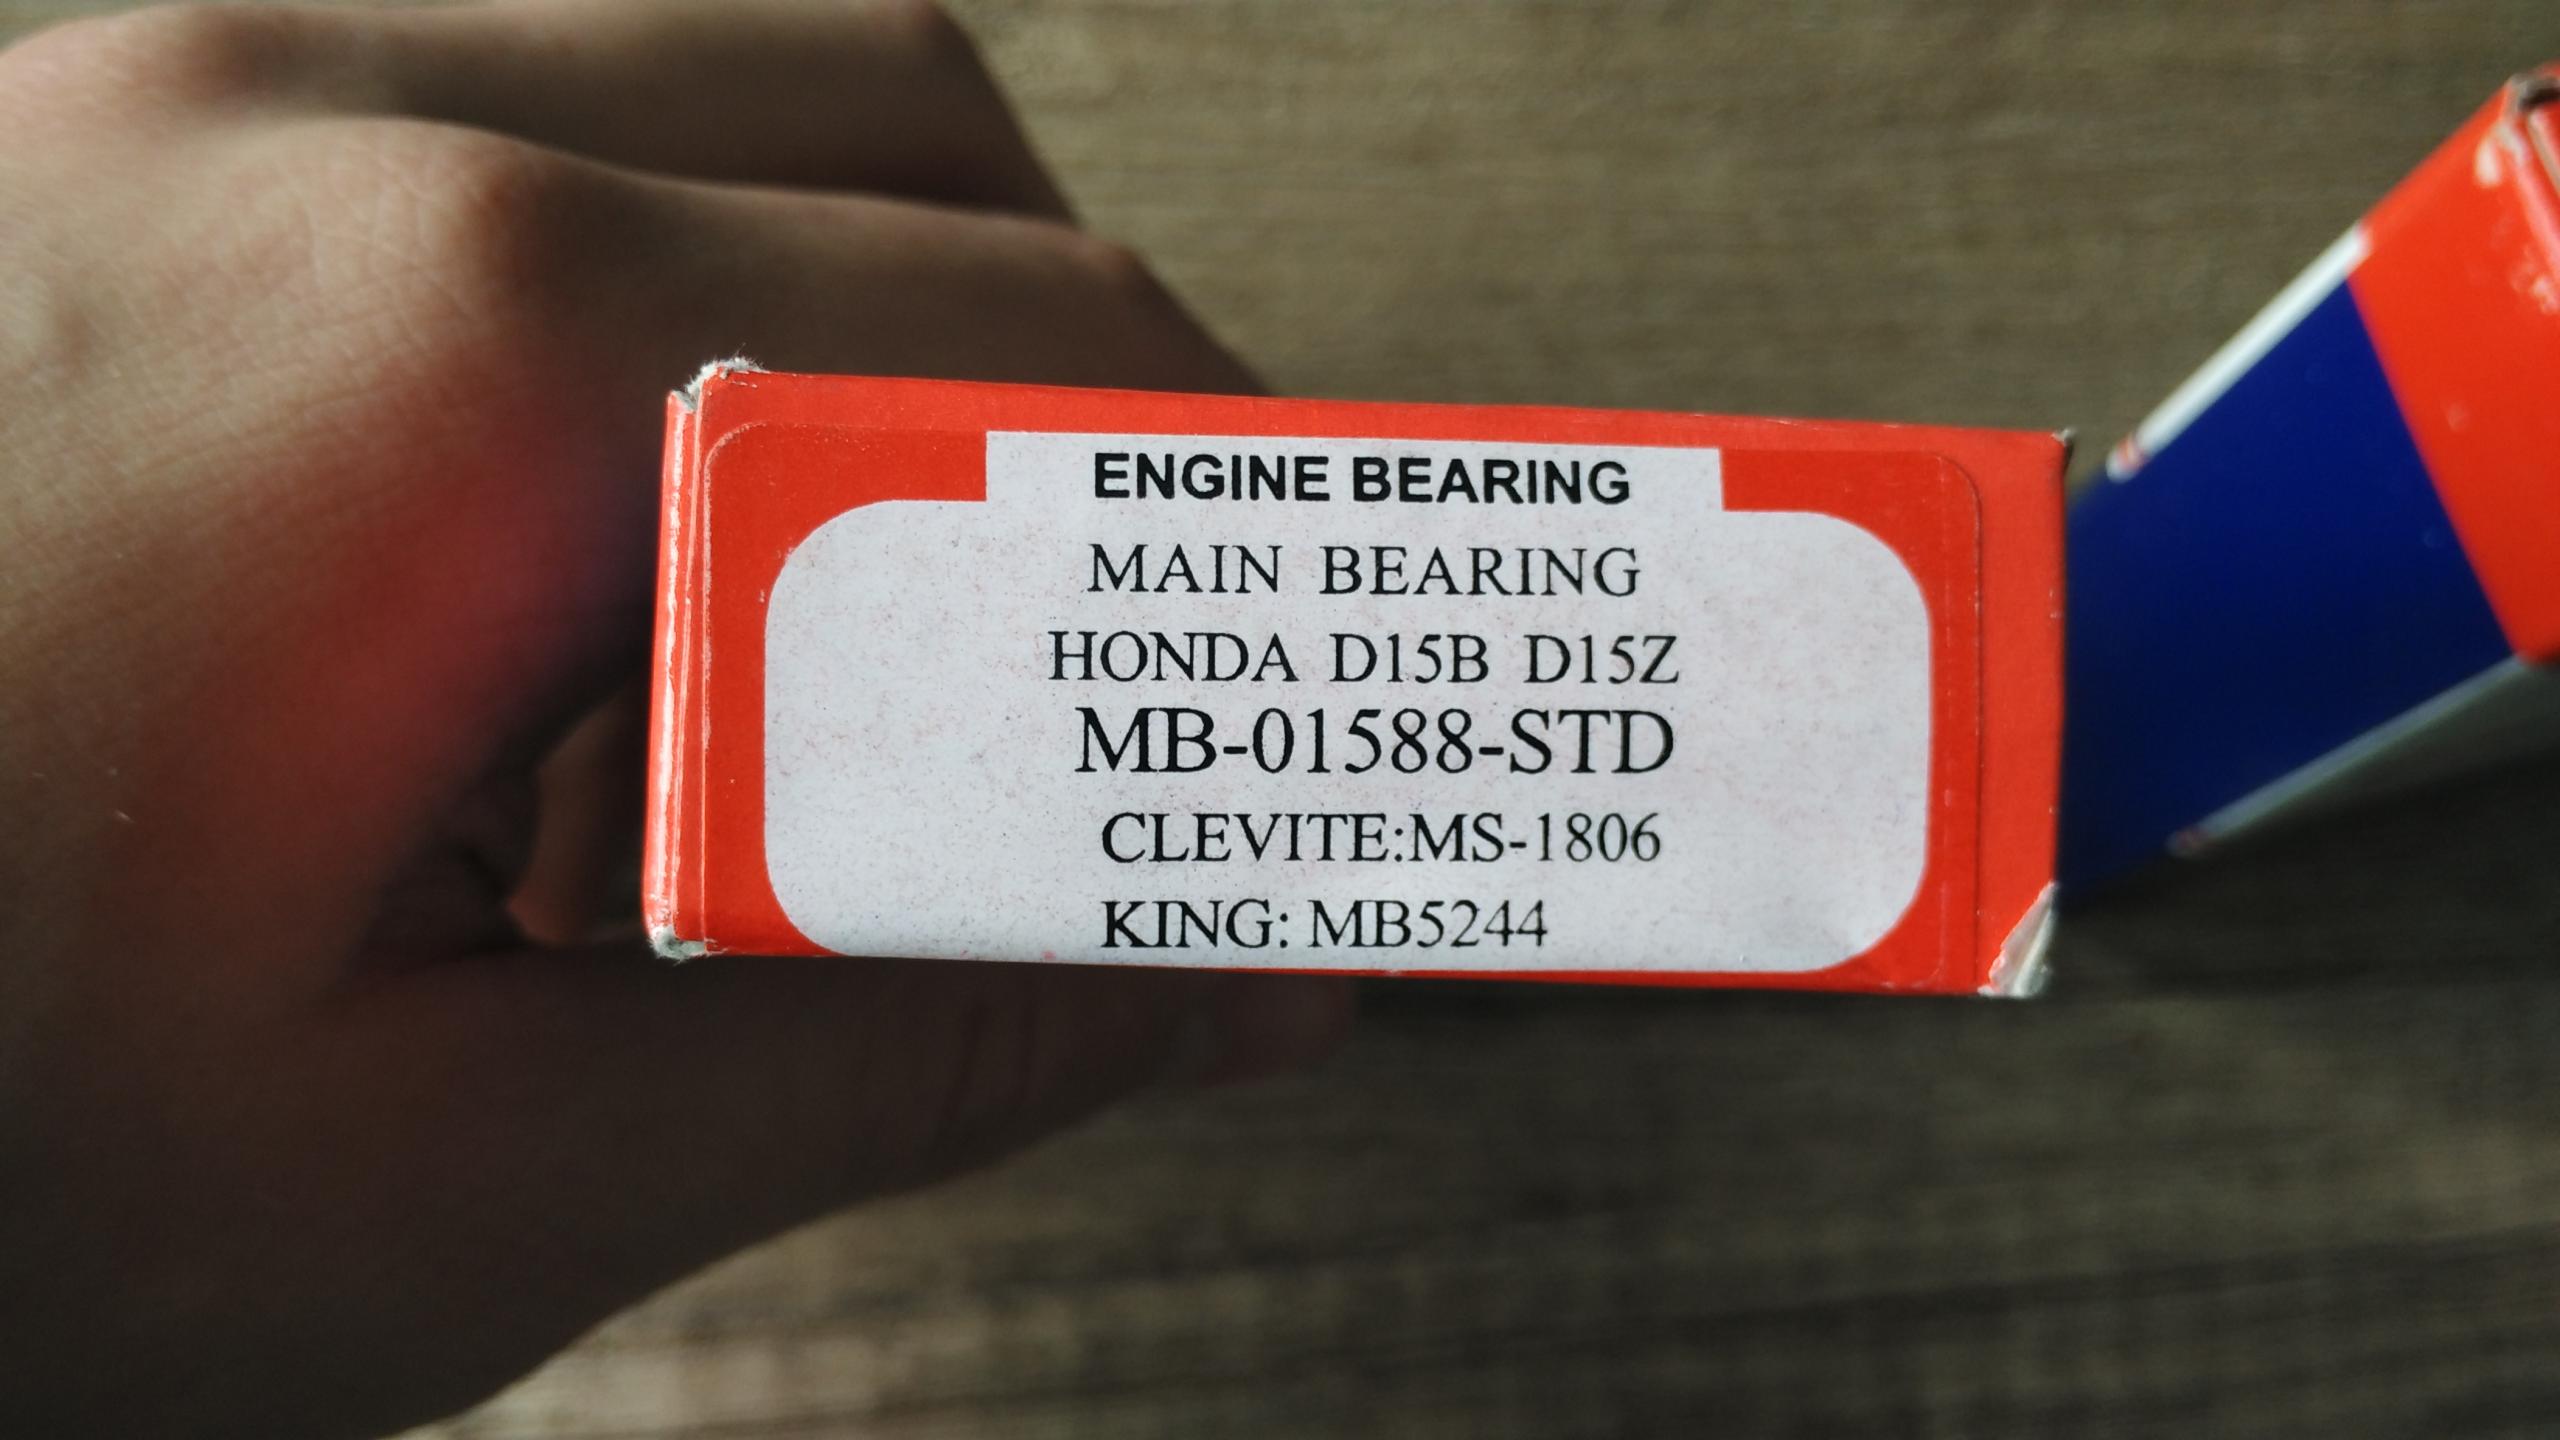 ENGINE BEARING
MAIN BEARING
HONDA D15B D15Z
MB-01588-STD
CLEVITE:MS-1806
KING: MB5244